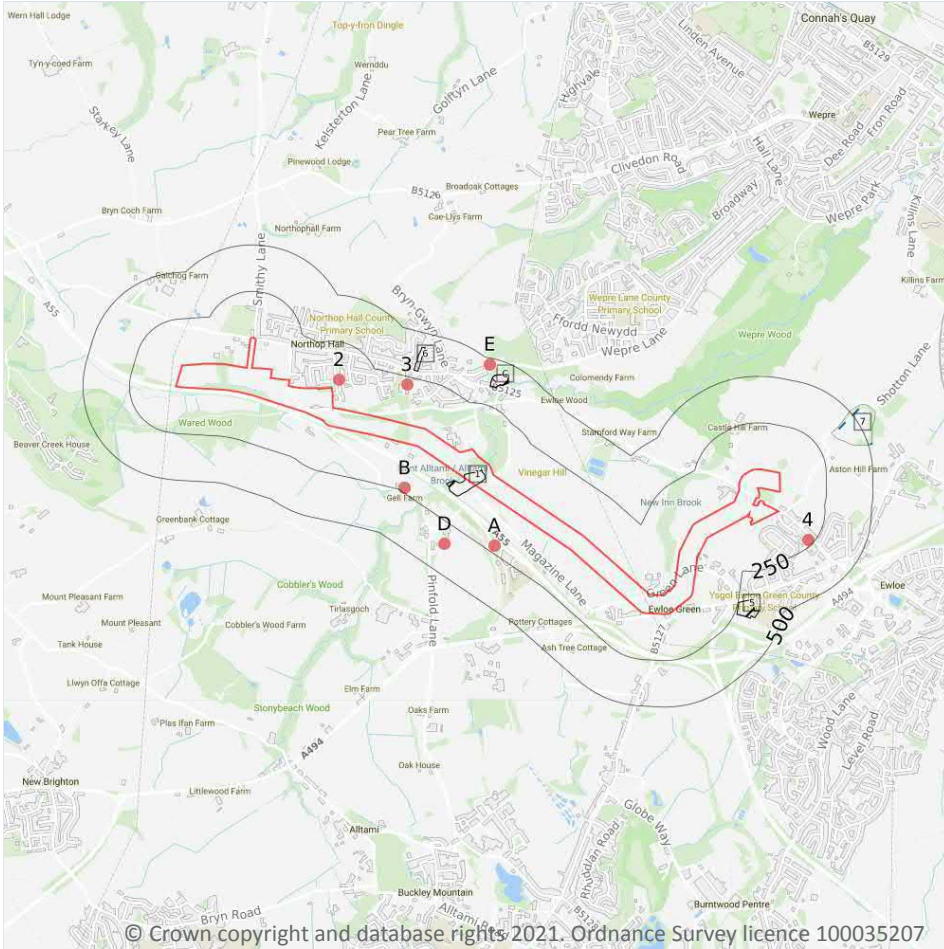 Wern Hall Lodge
Top-y-fron Dingle
Connah's Quay
Linden Avenue
B5129
Ty'n-y-coed Farm
Wernddu
Golftyn Lane
Highvale
Kelsterton Lane
Starkey Lane
Pear Tree Farm
Wepre
Dee Road
Fron Road
Hall Lane
Pinewood Lodge
Clivedon Road
Broadway
Wepre Park
B5126
Broadoak Cottages
Killins Lane
Bryn Coch Farm
Cae-Llys Farm
Northophall Farm
Smithy Lane
Galchog Farm
Killins Farm
A55
Bryn Gwyn Lane
Wepre Lane County
Primary School
Northop Hall County
Primary School
Ffordd Newydd
Wepre Lane
Wepre Wood
Northop Hall
6
E
2
3
Colomendy Farm
B5125
Ewloe Wood
Shotton Lane
Wared Wood
Stamford Way Farm
Castle Hill Farm
7
Beaver Creek House
B
1
Vinegar Hill
Aston Hill Farm
Gell Farm
New Inn Brook
Greenbank Cottage
D
A
A55
4
Magazine Lane
250
Green Lane
Cobbler's Wood
Pinfold Lane
Ewloe
Mount Pleasant Farm
Tirlasgoch
Ewloe Green
5
A494
Mount Pleasant
Cobbler's Wood Farm
Pottery Cottages
500
Tank House
Ash Tree Cottage
B5127
Llwyn Offa Cottage
Elm Farm
Stonybeach Wood
Oaks Farm
Wood Lane
Level Road
Plas Ifan Farm
A494
Oak House
New Brighton
Littlewood Farm
Globe Way
Alltami
Buckley Mountain
Burntwood Pentre
Bryn Road
© Crown copyright and database rights 2021. Ordnance Survey licence 100035207